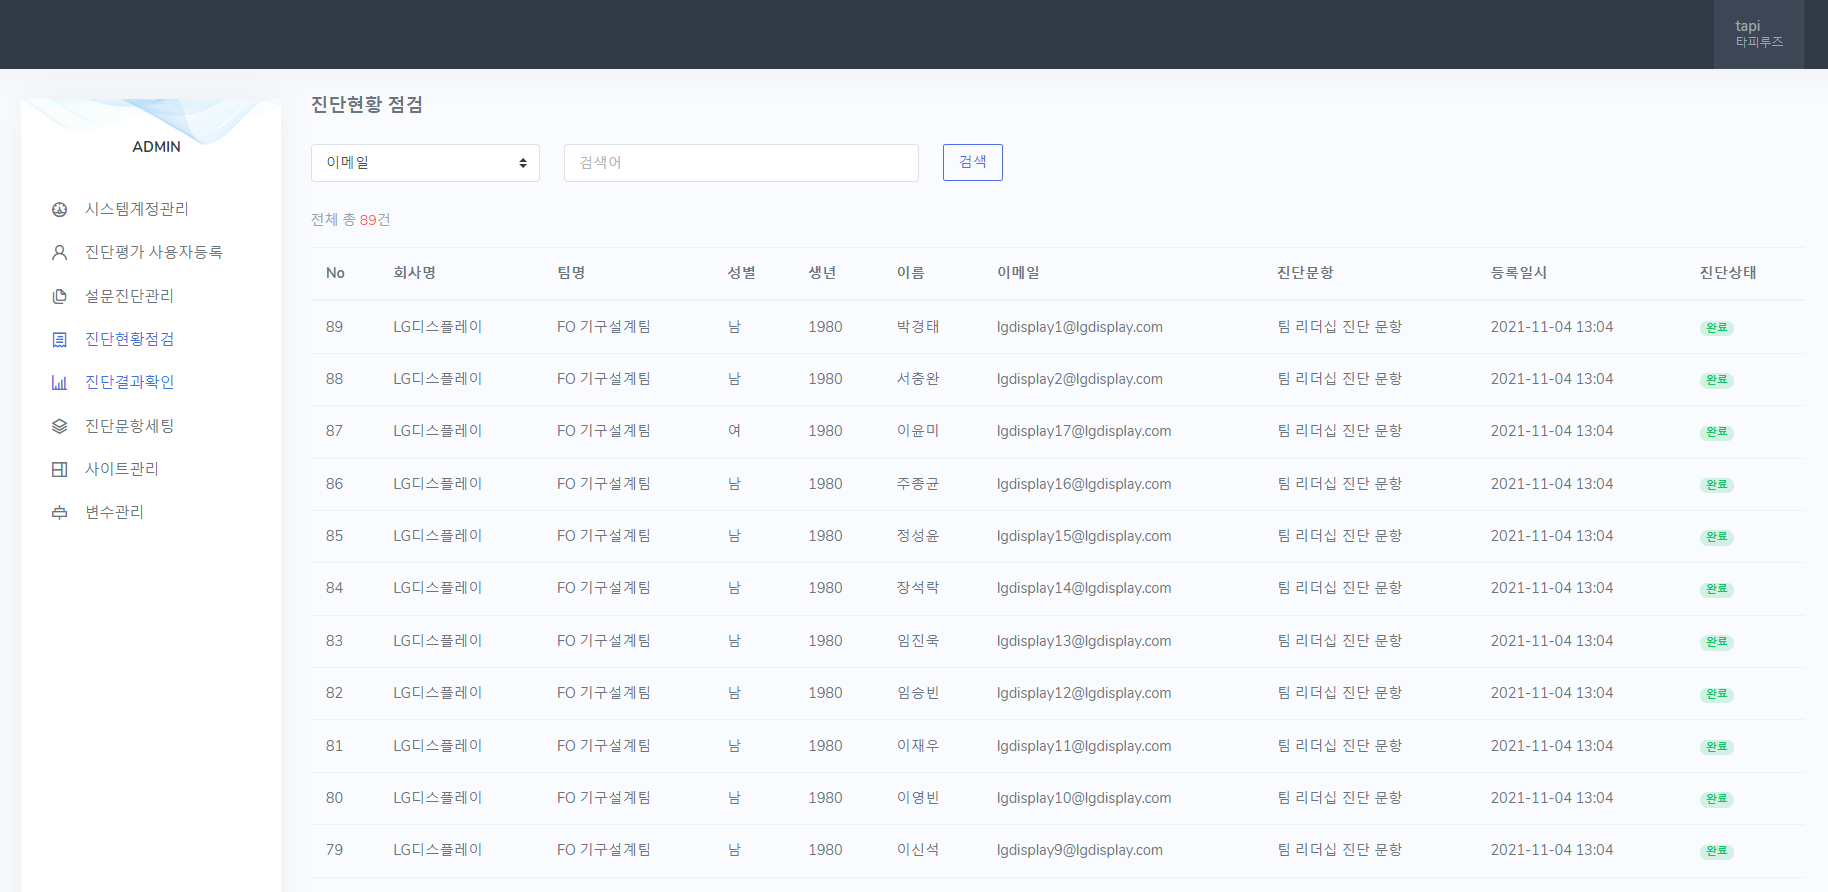 tapi
타피루즈
ADMIN
시스템계정관리
진단평가 사용자등록
설문진단관리
진단현황점검
진단결과확인
진단문항세팅
사이트관리
변수관리
진단현황 점검
이메일 검색어 검색
전체 총 89건
No 회사명 팀명 성별 생년 이름 이메일 진단문항 등록일시 진단상태
89 LG디스플레이 FO 기구설계팀 남 1980 박경태 lgdisplay1@lgdisplay.com 팀 리더십 진단 문항 2021-11-04 13:04 완료
88 LG디스플레이 FO 기구설계팀 남 1980 서충완 lgdisplay2@lgdisplay.com 팀 리더십 진단 문항 2021-11-04 13:04 완료
87 LG디스플레이 FO 기구설계팀 여 1980 이윤미 lgdisplay17@lgdisplay.com 팀 리더십 진단 문항 2021-11-04 13:04 완료
86 LG디스플레이 FO 기구설계팀 남 1980 주종균 lgdisplay16@lgdisplay.com 팀 리더십 진단 문항 2021-11-04 13:04 완료
85 LG디스플레이 FO 기구설계팀 남 1980 정성윤 lgdisplay15@lgdisplay.com 팀 리더십 진단 문항 2021-11-04 13:04 완료
84 LG디스플레이 FO 기구설계팀 남 1980 장석락 lgdisplay14@lgdisplay.com 팀 리더십 진단 문항 2021-11-04 13:04 완료
83 LG디스플레이 FO 기구설계팀 남 1980 임진욱 lgdisplay13@lgdisplay.com 팀 리더십 진단 문항 2021-11-04 13:04 완료
82 LG디스플레이 FO 기구설계팀 남 1980 임승빈 lgdisplay12@lgdisplay.com 팀 리더십 진단 문항 2021-11-04 13:04 완료
81 LG디스플레이 FO 기구설계팀 남 1980 이재우 lgdisplay11@lgdisplay.com 팀 리더십 진단 문항 2021-11-04 13:04 완료
80 LG디스플레이 FO 기구설계팀 남 1980 이영빈 lgdisplay10@lgdisplay.com 팀 리더십 진단 문항 2021-11-04 13:04 완료
79 LG디스플레이 FO 기구설계팀 남 1980 이신석 lgdisplay9@lgdisplay.com 팀 리더십 진단 문항 2021-11-04 13:04 완료